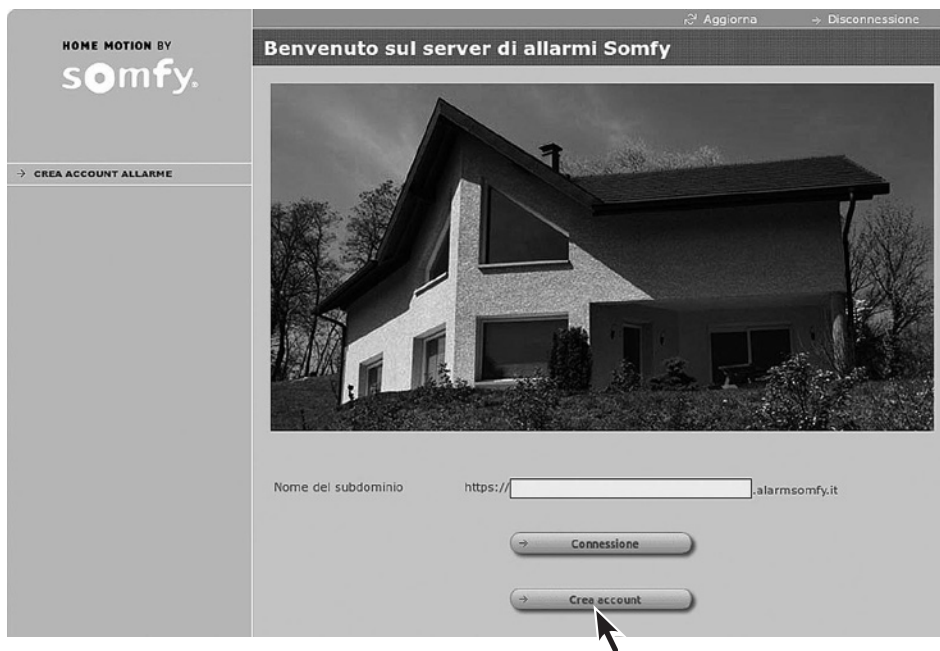 Aggiorna
Disconnessione
HOME MOTION BY
somfy.
Benvenuto sul server di allarmi Somfy
CREA ACCOUNT ALLARME
Nome del subdominio
https://
.alarmsomfy.it
Connessione
Crea account